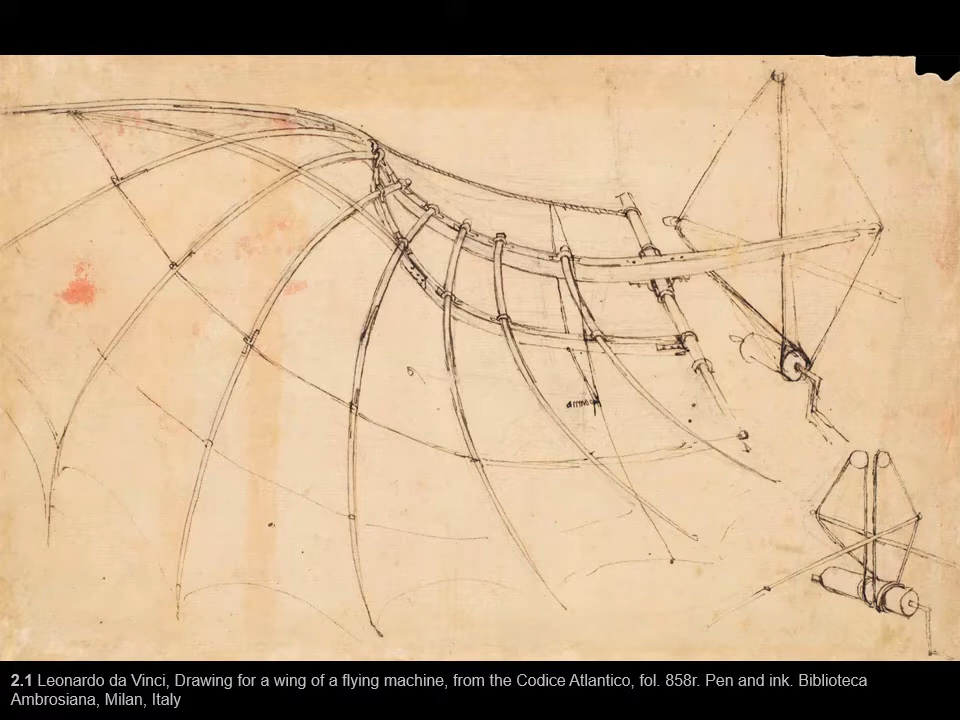 2.1 Leonardo da Vinci, Drawing for a wing of a flying machine, from the Codice Atlantico, fol. 858r. Pen and ink. Biblioteca
Ambrosiana, Milan, Italy